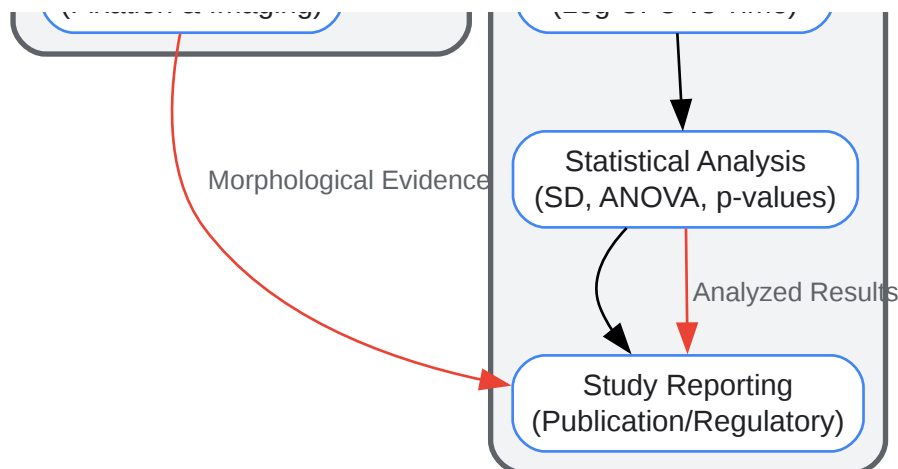 Morphological Evidence
Statistical Analysis
(SD, ANOVA, p-values)
Analyzed Results
Study Reporting
(Publication/Regulatory)